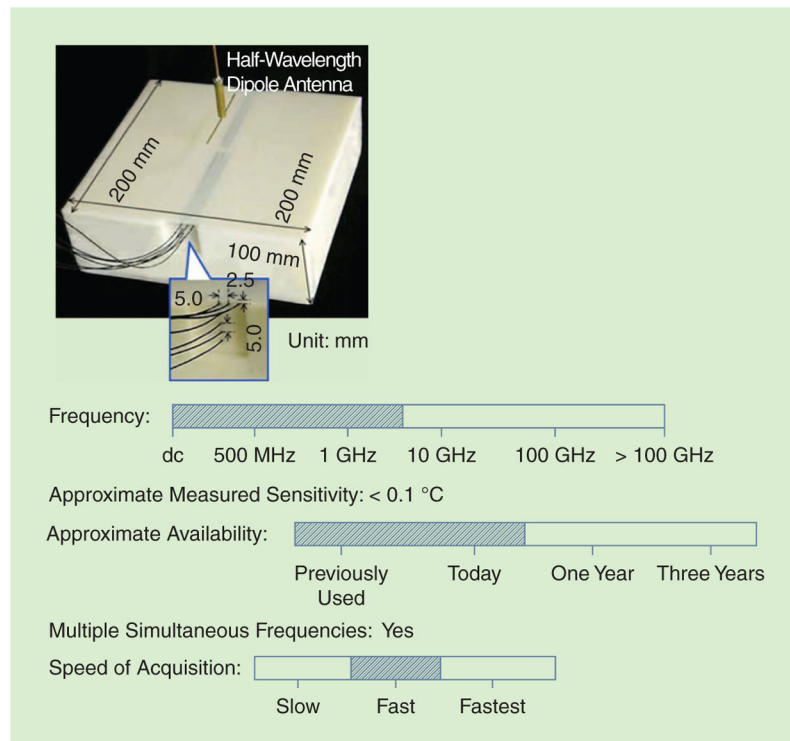 Half-Wavelength
Dipole Antenna
200 mm
200 mm
100 mm
2.5
5.0
5.0
Unit: mm
Frequency:
dc 500 MHz 1 GHz 10 GHz 100 GHz > 100 GHz
Approximate Measured Sensitivity: < 0.1 °C
Approximate Availability:
Previously Used Today One Year Three Years
Multiple Simultaneous Frequencies: Yes
Speed of Acquisition:
Slow Fast Fastest